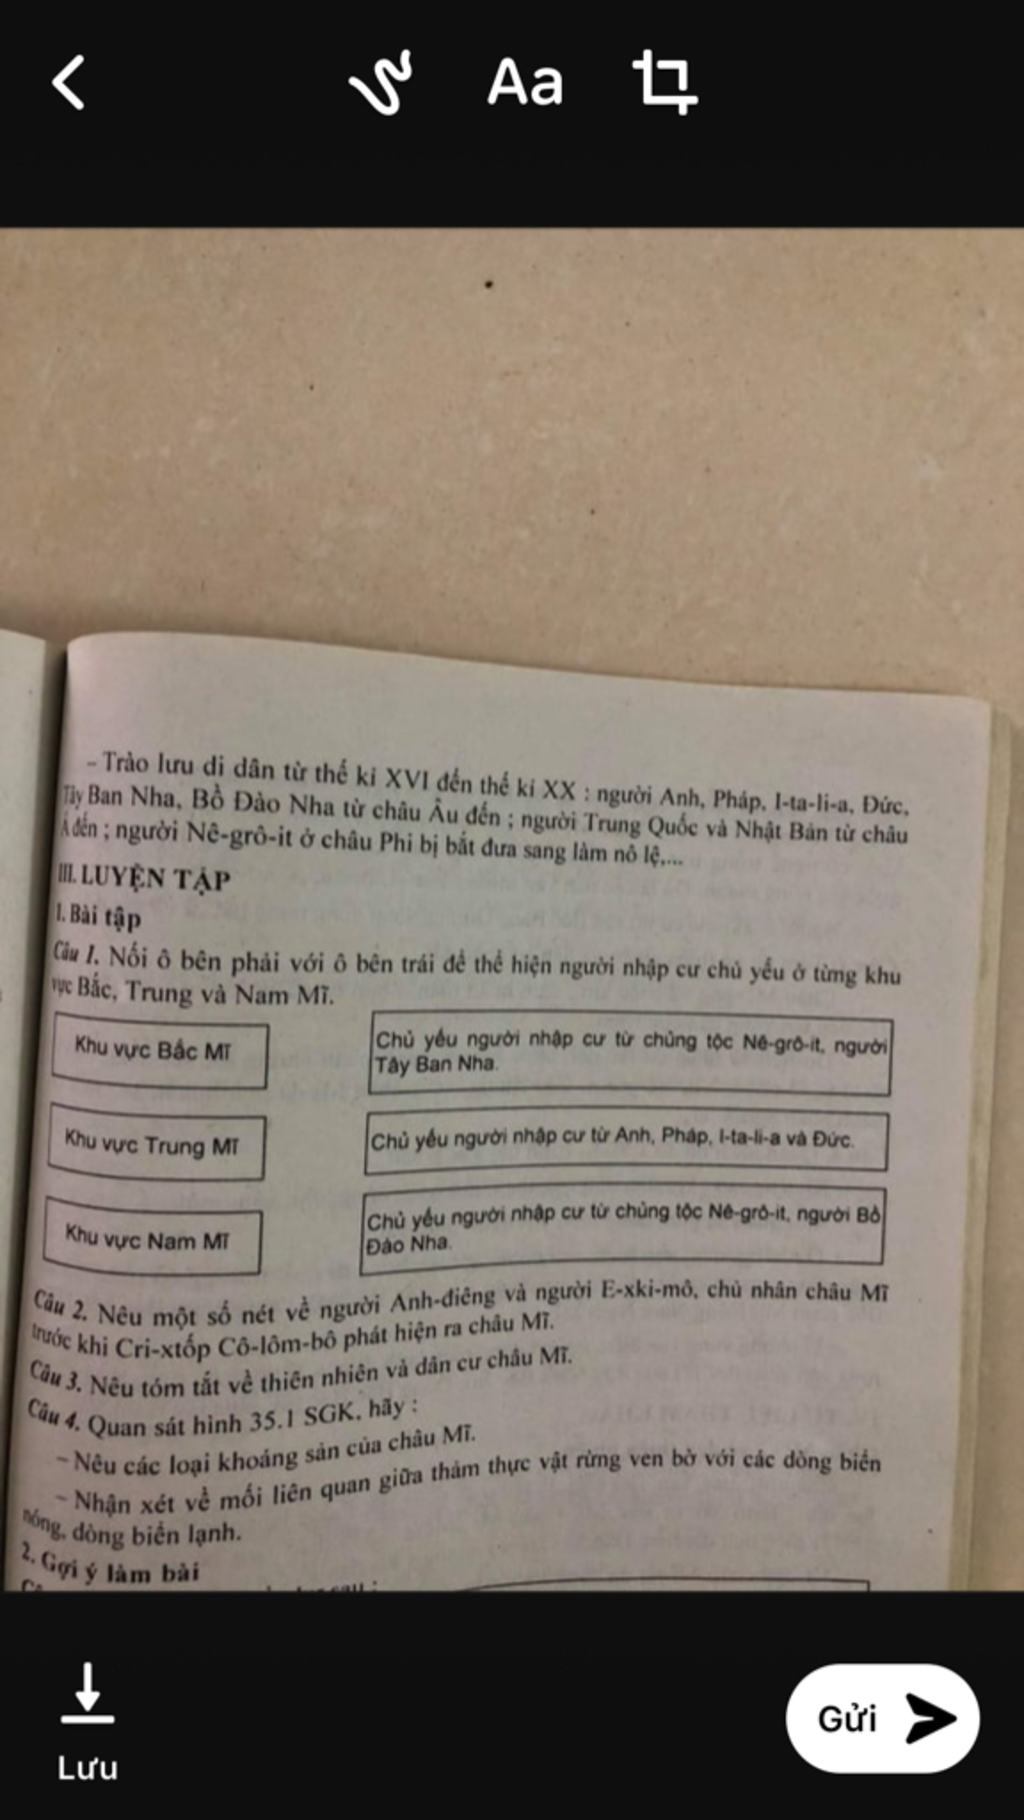 Aa
– Trào lưu di dân từ thế kỉ XVI đến thế kỉ XX : người Anh, Pháp, I-ta-li-a, Đức,
Tây Ban Nha, Bồ Đào Nha từ châu Âu đến ; người Trung Quốc và Nhật Bản từ châu
Á đến ; người Nê-grô-it ở châu Phi bị bắt đưa sang làm nô lệ,...
III. LUYỆN TẬP
1. Bài tập
Câu 1. Nối ô bên phải với ô bên trái để thể hiện người nhập cư chủ yếu ở từng khu
vực Bắc, Trung và Nam Mĩ.
Khu vực Bắc Mĩ
Chủ yếu người nhập cư từ chủng tộc Nê-grô-it, người
Tây Ban Nha.
Khu vực Trung Mĩ
Chủ yếu người nhập cư từ Anh, Pháp, I-ta-li-a và Đức.
Khu vực Nam Mĩ
Chủ yếu người nhập cư từ chủng tộc Nê-grô-it, người Bồ
Đào Nha.
Câu 2. Nêu một số nét về người Anh-điêng và người E-xki-mô, chủ nhân châu Mĩ
trước khi Cri-xtốp Cô-lôm-bô phát hiện ra châu Mĩ.
Câu 3. Nêu tóm tắt về thiên nhiên và dân cư châu Mĩ.
Câu 4. Quan sát hình 35.1 SGK, hãy :
– Nêu các loại khoáng sản của châu Mĩ.
– Nhận xét về mối liên quan giữa thảm thực vật rừng ven bờ với các dòng biển
nóng, dòng biển lạnh.
2. Gợi ý làm bài
Lưu
Gửi